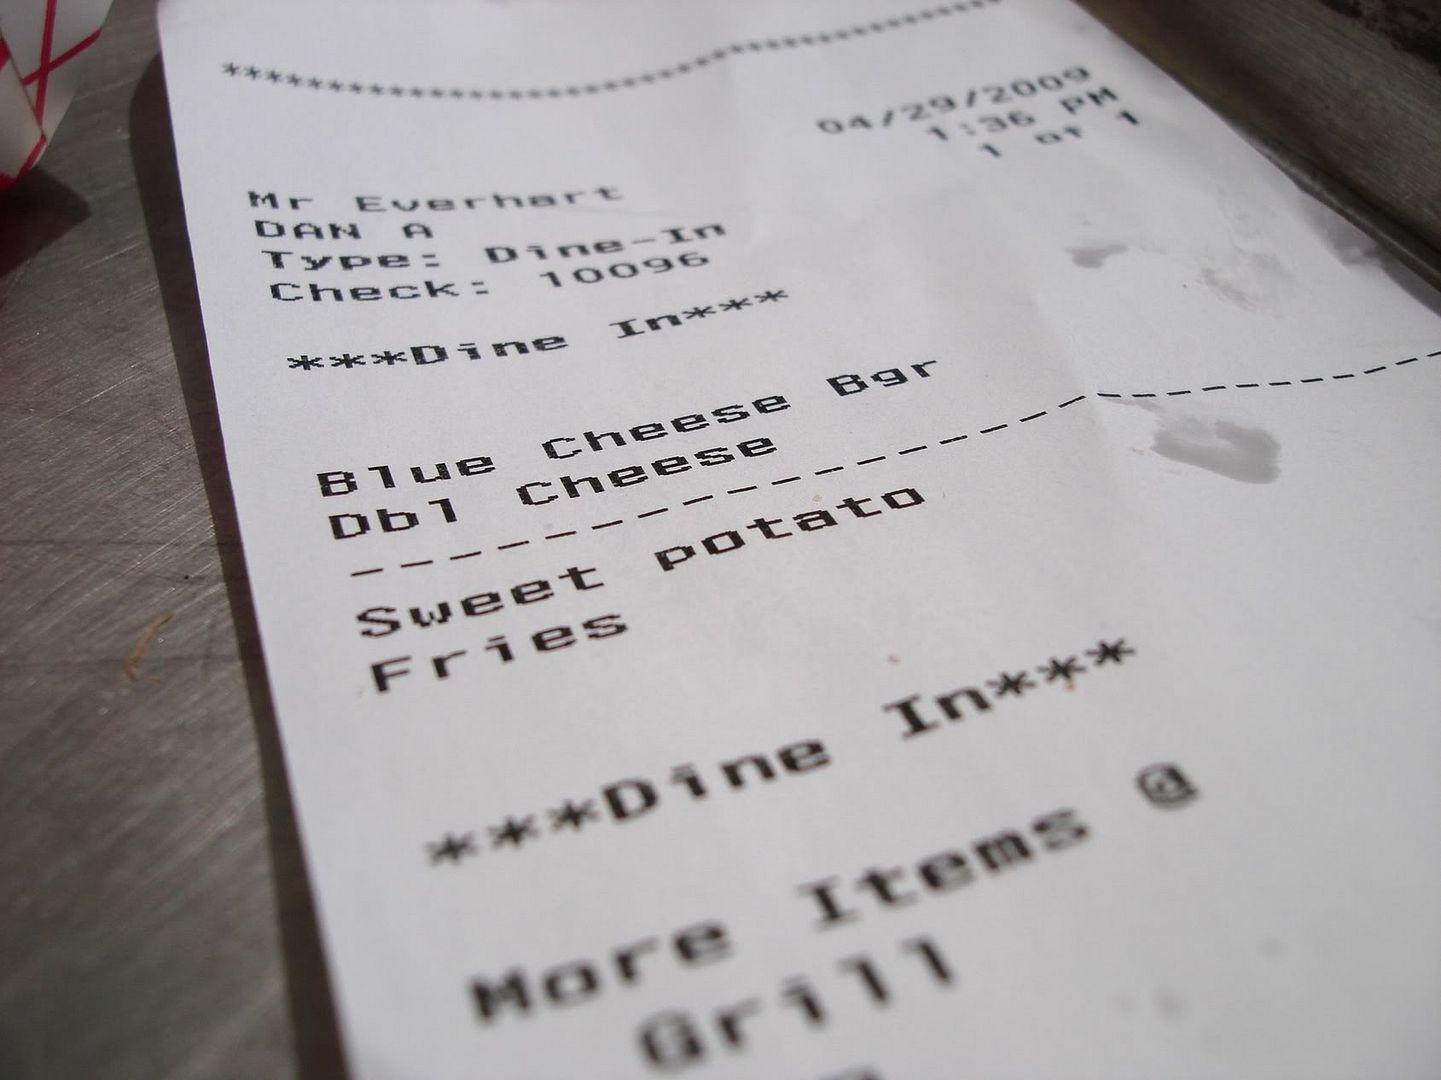 **********************************************
04/29/2009
1:36 PM
1 of 1
Mr Everhart
DAN A
Type: Dine-In
Check: 10096
***Dine In***
Blue Cheese Bgr
Dbl Cheese
--------------------------
Sweet potato
Fries
***Dine In***
More Items @
Grill